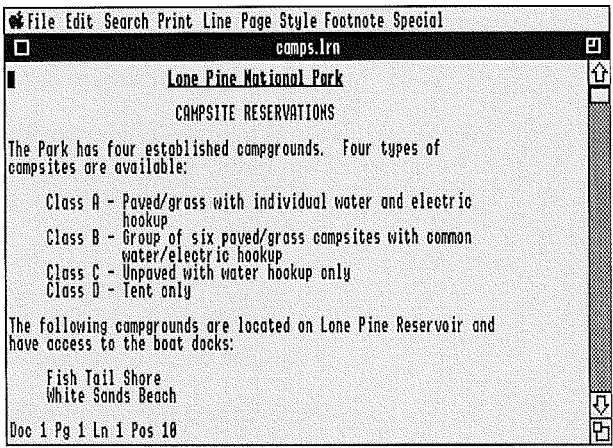 File Edit Search Print Line Page Style Footnote Special
camps.lrn
Lone Pine National Park
CAMPSITE RESERVATIONS
The Park has four established campgrounds. Four types of
campsites are available:
Class A - Paved/grass with individual water and electric
hookup
Class B - Group of six paved/grass campsites with common
water/electric hookup
Class C - Unpaved with water hookup only
Class D - Tent only
The following campgrounds are located on Lone Pine Reservoir and
have access to the boat docks:
Fish Tail Shore
White Sands Beach
Doc 1 Pg 1 Ln 1 Pos 10